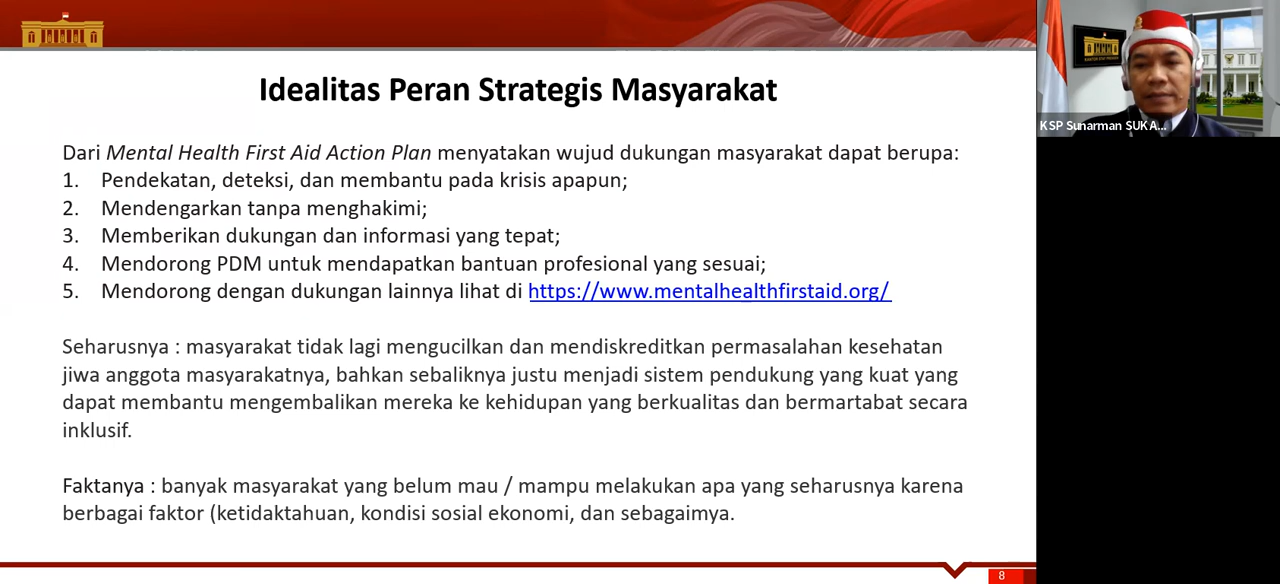 Idealitas Peran Strategis Masyarakat
Dari Mental Health First Aid Action Plan menyatakan wujud dukungan masyarakat dapat berupa:
1. Pendekatan, deteksi, dan membantu pada krisis apapun;
2. Mendengarkan tanpa menghakimi;
3. Memberikan dukungan dan informasi yang tepat;
4. Mendorong PDM untuk mendapatkan bantuan profesional yang sesuai;
5. Mendorong dengan dukungan lainnya lihat di https://www.mentalhealthfirstaid.org/
Seharusnya : masyarakat tidak lagi mengucilkan dan mendiskreditkan permasalahan kesehatan
jiwa anggota masyarakatnya, bahkan sebaliknya justu menjadi sistem pendukung yang kuat yang
dapat membantu mengembalikan mereka ke kehidupan yang berkualitas dan bermartabat secara
inklusif.
Faktanya : banyak masyarakat yang belum mau / mampu melakukan apa yang seharusnya karena
berbagai faktor (ketidaktahuan, kondisi sosial ekonomi, dan sebagaimya.
8
KSP Sunarman SUKA...